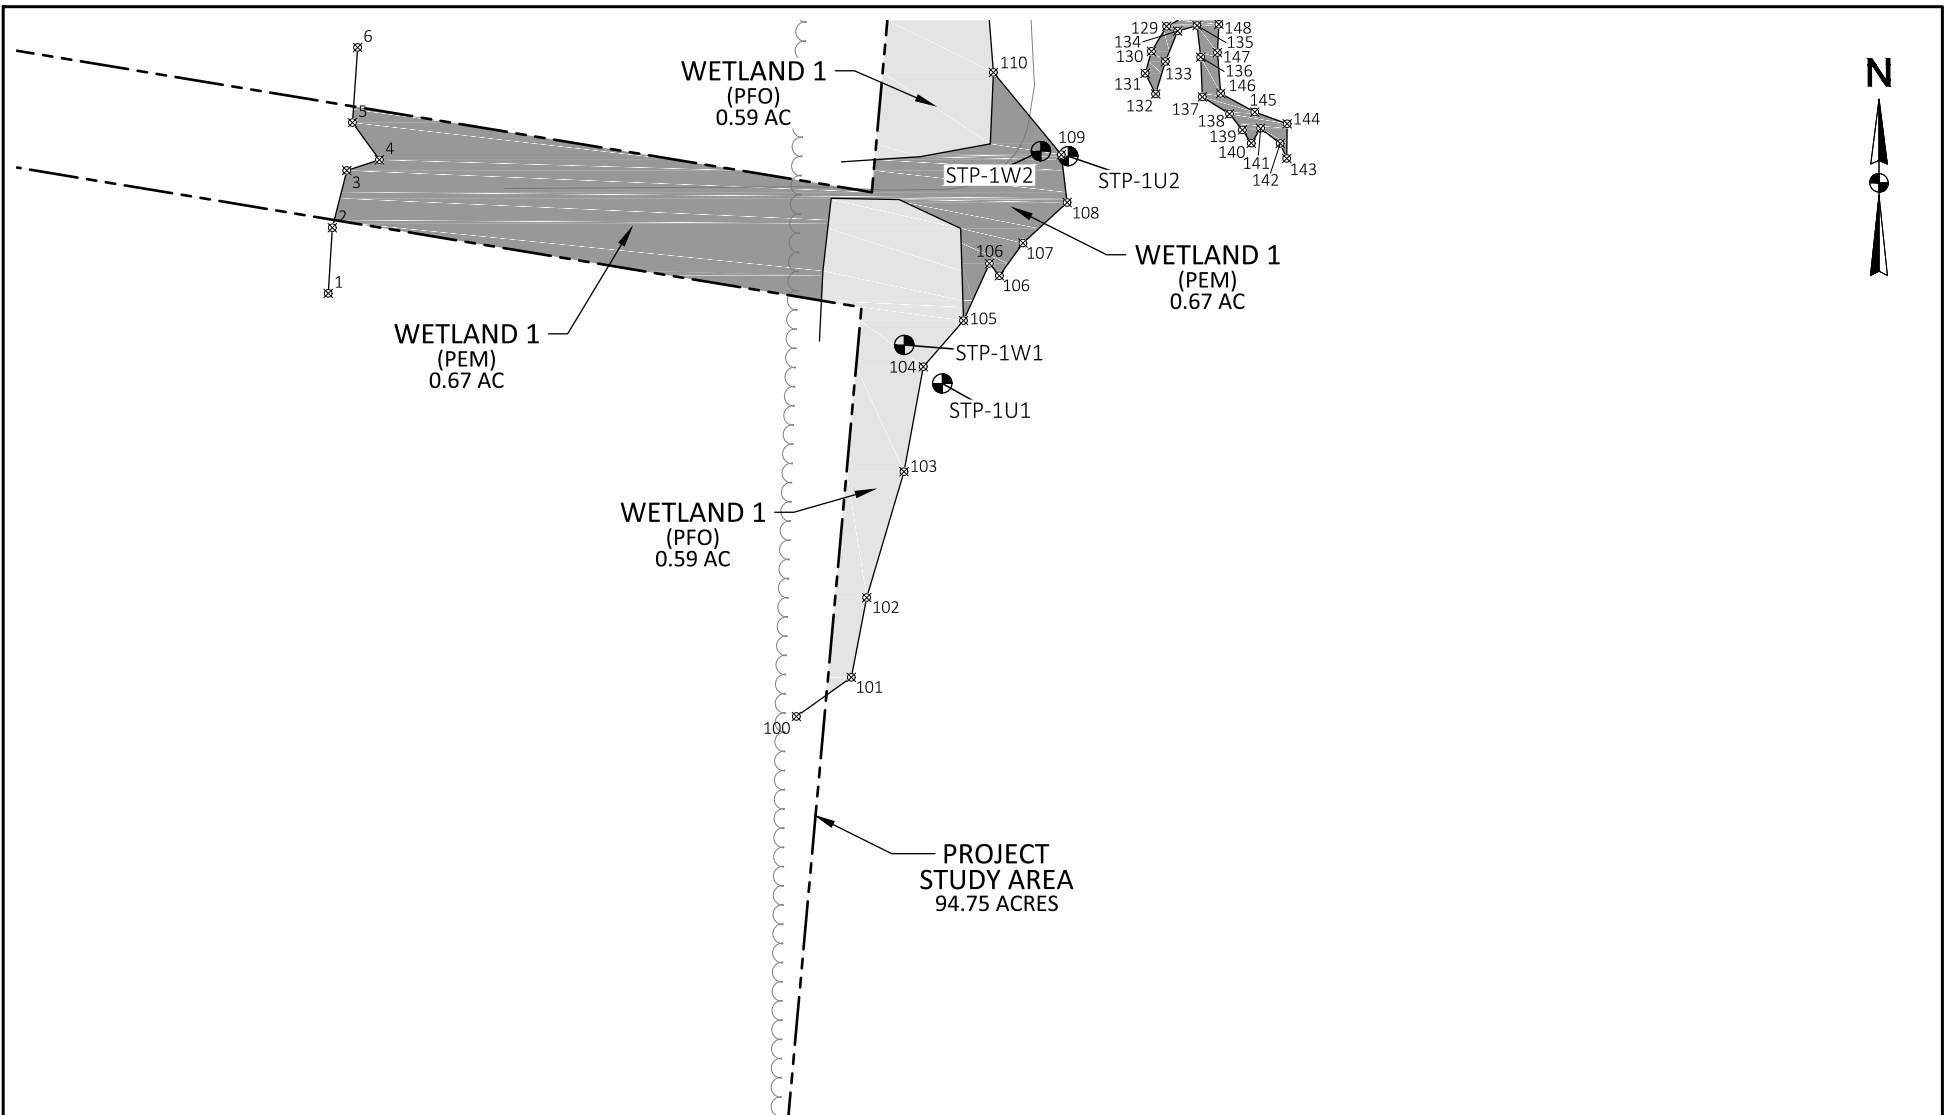 6
5
4
3
2
1
WETLAND 1
(PFO)
0.59 AC
110
109
STP-1W2
STP-1U2
108
107
106
106
105
WETLAND 1
(PEM)
0.67 AC
129
134
130
131
132
133
148
135
147
136
146
137
145
138
144
139
140
141
142
143
N
WETLAND 1
(PEM)
0.67 AC
STP-1W1
104
STP-1U1
103
WETLAND 1
(PFO)
0.59 AC
102
101
100
PROJECT
STUDY AREA
94.75 ACRES